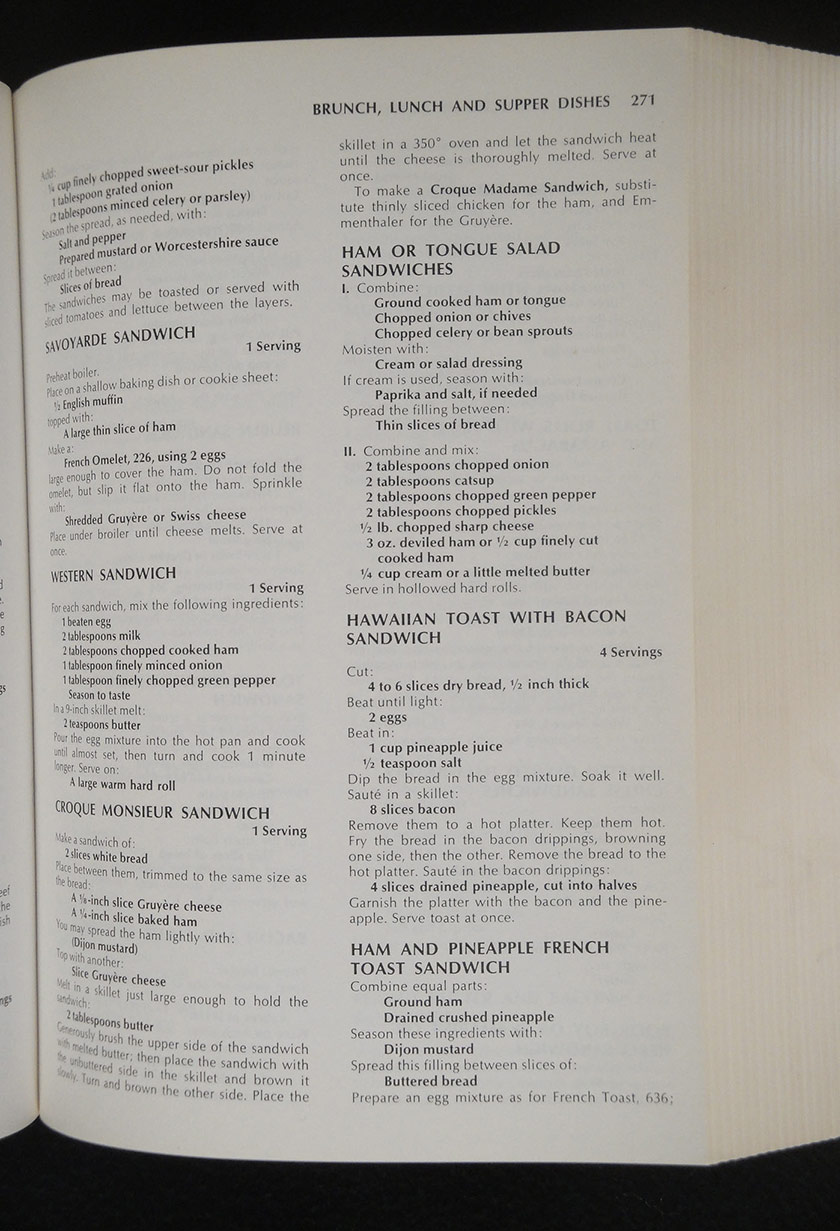 BRUNCH, LUNCH AND SUPPER DISHES 271
Add:
¼ cup finely chopped sweet-sour pickles
1 tablespoon grated onion
(2 tablespoons minced celery or parsley)
Season the spread, as needed, with:
Salt and pepper
Prepared mustard or Worcestershire sauce
Spread it between:
Slices of bread
The sandwiches may be toasted or served with
sliced tomatoes and lettuce between the layers.
SAVOYARDE SANDWICH
1 Serving
Preheat boiler.
Place on a shallow baking dish or cookie sheet:
½ English muffin
topped with:
A large thin slice of ham
Make a:
French Omelet, 226, using 2 eggs
large enough to cover the ham. Do not fold the
omelet, but slip it flat onto the ham. Sprinkle
with:
Shredded Gruyère or Swiss cheese
Place under broiler until cheese melts. Serve at
once.
WESTERN SANDWICH
1 Serving
For each sandwich, mix the following ingredients:
1 beaten egg
2 tablespoons milk
2 tablespoons chopped cooked ham
1 tablespoon finely minced onion
1 tablespoon finely chopped green pepper
Season to taste
In a 9-inch skillet melt:
2 teaspoons butter
Pour the egg mixture into the hot pan and cook
until almost set, then turn and cook 1 minute
longer. Serve on:
A large warm hard roll
CROQUE MONSIEUR SANDWICH
1 Serving
Make a sandwich of:
2 slices white bread
Place between them, trimmed to the same size as
the bread:
A ⅛-inch slice Gruyère cheese
A ¼-inch slice baked ham
You may spread the ham lightly with:
(Dijon mustard)
Top with another:
Slice Gruyère cheese
Melt in a skillet just large enough to hold the
sandwich:
2 tablespoons butter
Generously brush the upper side of the sandwich
with melted butter; then place the sandwich with
the unbuttered side in the skillet and brown it
slowly. Turn and brown the other side. Place the
skillet in a 350° oven and let the sandwich heat
until the cheese is thoroughly melted. Serve at
once.
To make a Croque Madame Sandwich, substi-
tute thinly sliced chicken for the ham, and Em-
menthaler for the Gruyère.
HAM OR TONGUE SALAD
SANDWICHES
I. Combine:
Ground cooked ham or tongue
Chopped onion or chives
Chopped celery or bean sprouts
Moisten with:
Cream or salad dressing
If cream is used, season with:
Paprika and salt, if needed
Spread the filling between:
Thin slices of bread
II. Combine and mix:
2 tablespoons chopped onion
2 tablespoons catsup
2 tablespoons chopped green pepper
2 tablespoons chopped pickles
½ lb. chopped sharp cheese
3 oz. deviled ham or ½ cup finely cut
cooked ham
¼ cup cream or a little melted butter
Serve in hollowed hard rolls.
HAWAIIAN TOAST WITH BACON
SANDWICH
4 Servings
Cut:
4 to 6 slices dry bread, ½ inch thick
Beat until light:
2 eggs
Beat in:
1 cup pineapple juice
½ teaspoon salt
Dip the bread in the egg mixture. Soak it well.
Sauté in a skillet:
8 slices bacon
Remove them to a hot platter. Keep them hot.
Fry the bread in the bacon drippings, browning
one side, then the other. Remove the bread to the
hot platter. Sauté in the bacon drippings:
4 slices drained pineapple, cut into halves
Garnish the platter with the bacon and the pine-
apple. Serve toast at once.
HAM AND PINEAPPLE FRENCH
TOAST SANDWICH
Combine equal parts:
Ground ham
Drained crushed pineapple
Season these ingredients with:
Dijon mustard
Spread this filling between slices of:
Buttered bread
Prepare an egg mixture as for French Toast, 636;